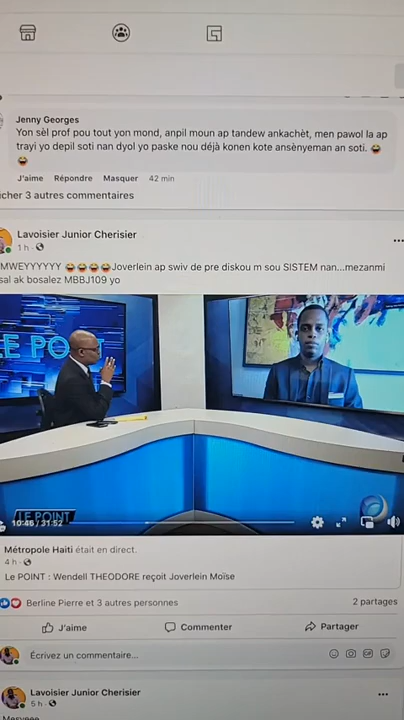 Jenny Georges
Yon sèl prof pou tout yon mond, anpil moun ap tandew ankachèt, men pawol la ap
trayi yo depil soti nan dyol yo paske nou déjà konen kote ansènyeman an soti. 😂
😂
J'aime Répondre Masquer 42 min
icher 3 autres commentaires
Lavoisier Junior Cherisier
1 h
MWEYYYYYY 😂😂😂😂Joverlein ap swiv de pre diskou m sou SISTEM nan...mezanmi
sal ak bosalez MBBJ109 yo
LE POINT
LE POINT
10:46 / 31:52
Métropole Haiti était en direct.
4 h
Le POINT : Wendell THEODORE reçoit Joverlein Moïse
Berline Pierre et 3 autres personnes
2 partages
J'aime Commenter Partager
Écrivez un commentaire...
GIF
Lavoisier Junior Cherisier
5 h